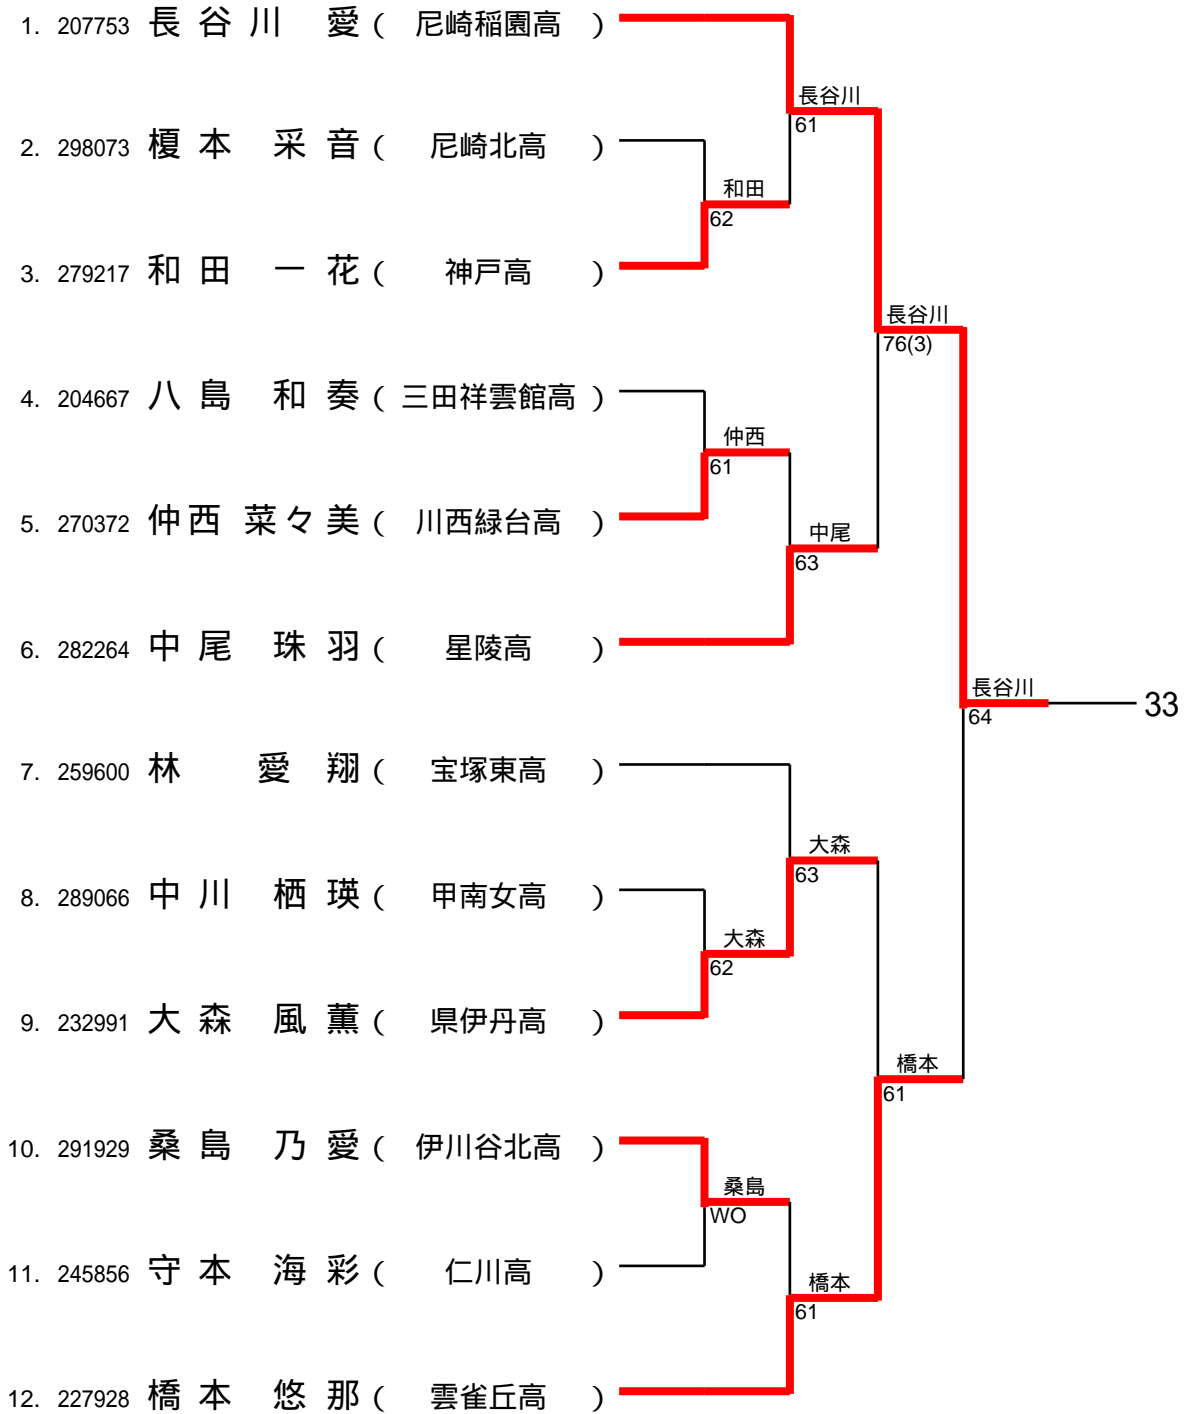 1. 207753 長谷川 愛 ( 尼崎稲園高 )
長谷川
61
2. 298073 榎本 采音 ( 尼崎北高 )
和田
62
3. 279217 和田 一花 ( 神戸高 )
長谷川
76(3)
4. 204667 八島 和奏 ( 三田祥雲館高 )
仲西
61
5. 270372 仲西 菜々美 ( 川西緑台高 )
中尾
63
6. 282264 中尾 珠羽 ( 星陵高 )
長谷川
64
33
7. 259600 林 愛翔 ( 宝塚東高 )
大森
63
8. 289066 中川 栖瑛 ( 甲南女高 )
大森
62
9. 232991 大森 風薫 ( 県伊丹高 )
橋本
61
10. 291929 桑島 乃愛 ( 伊川谷北高 )
桑島
WO
11. 245856 守本 海彩 ( 仁川高 )
橋本
61
12. 227928 橋本 悠那 ( 雲雀丘高 )